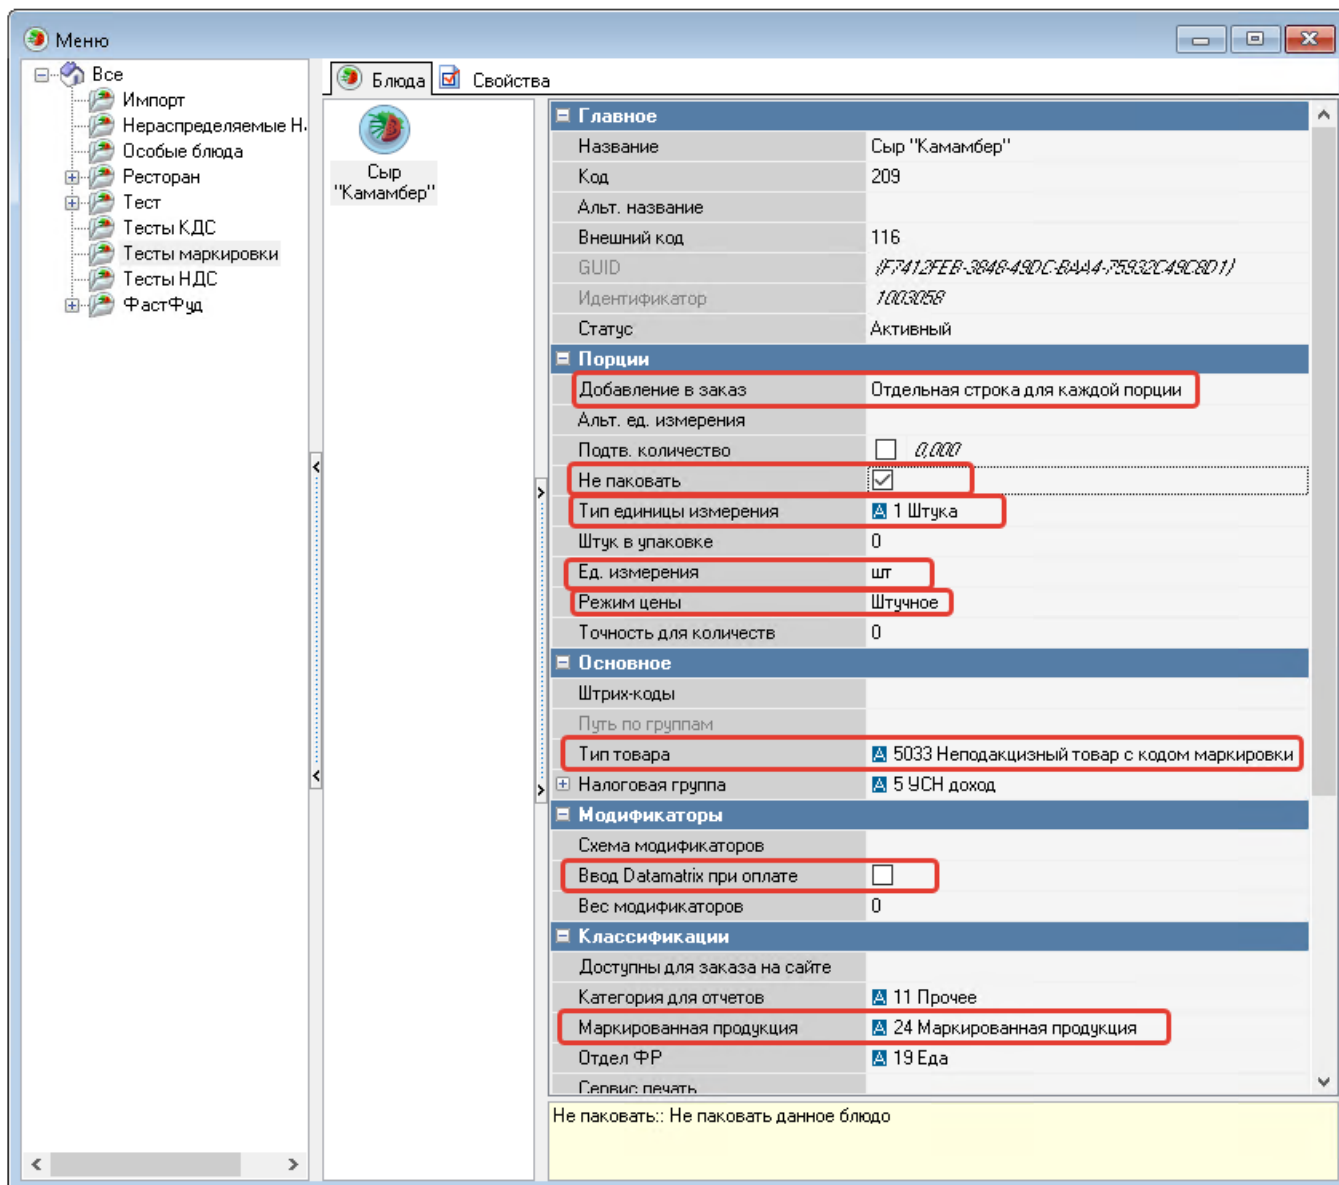 Меню
Все
Импорт
Нераспределяемые Н
Особые блюда
Ресторан
Тест
Тесты КДС
Тесты маркировки
Тесты НДС
ФастФуд
Блюда Свойства
Сыр
"Камамбер"
Главное
Название Сыр "Камамбер"
Код 209
Альт. название
Внешний код 116
GUID {F7412FEB-3848-49DC-BAA4-75932C49C8D1}
Идентификатор 1003058
Статус Активный
Порции
Добавление в заказ Отдельная строка для каждой порции
Альт. ед. измерения
Подтв. количество 0,000
Не паковать
Тип единицы измерения A 1 Штука
Штук в упаковке 0
Ед. измерения шт
Режим цены Штучное
Точность для количеств 0
Основное
Штрих-коды
Путь по группам
Тип товара A 5033 Неподакцизный товар с кодом маркировки
Налоговая группа A 5 УСН доход
Модификаторы
Схема модификаторов
Ввод Datamatrix при оплате
Вес модификаторов 0
Классификации
Доступны для заказа на сайте
Категория для отчетов A 11 Прочее
Маркированная продукция A 24 Маркированная продукция
Отдел ФР A 19 Еда
Сервис печать
Не паковать:: Не паковать данное блюдо